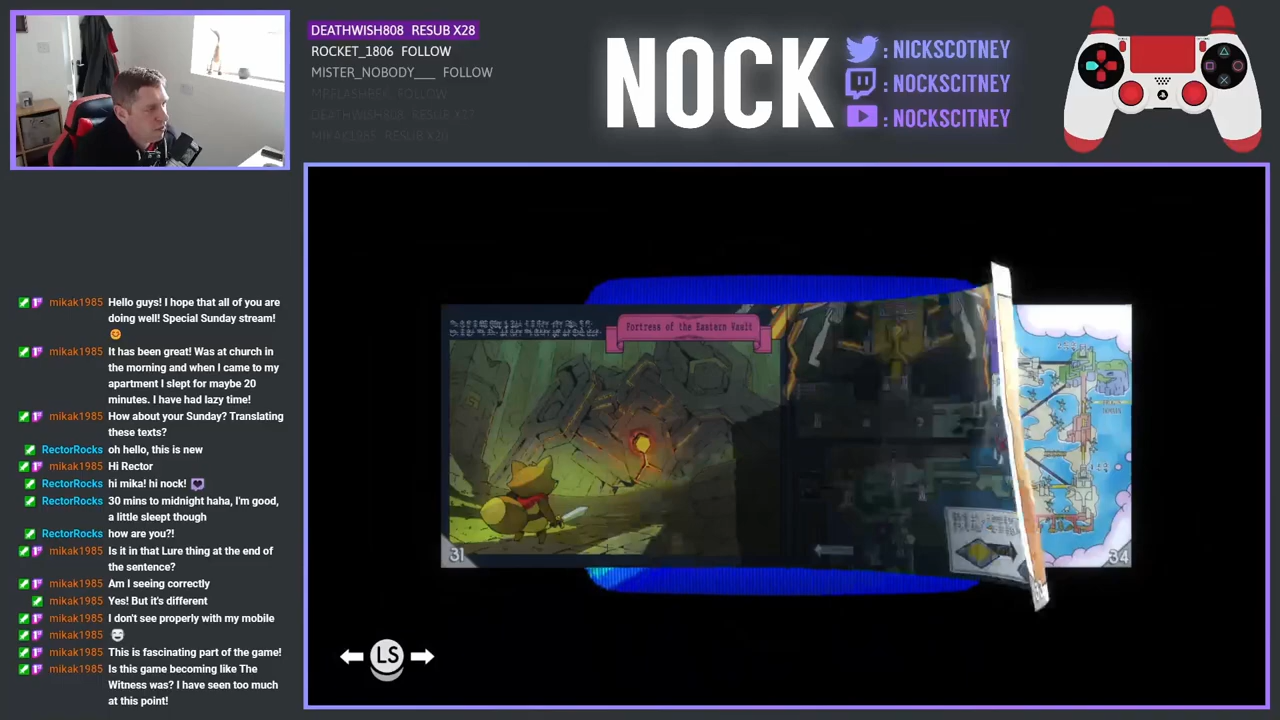 DEATHWISH808 RESUB X28
ROCKET_1806 FOLLOW
MISTER_NOBODY___ FOLLOW
DEATHWISH808 RESUB X27
MIKAK1985 RESUB X20
NOCK
: NICKSCOTNEY
: NOCKSCITNEY
: NOCKSCITNEY
mikak1985 Hello guys! I hope that all of you are
doing well! Special Sunday stream!
mikak1985 It has been great! Was at church in
the morning and when I came to my
apartment I slept for maybe 20
minutes. I have had lazy time!
mikak1985 How about your Sunday? Translating
these texts?
RectorRocks oh hello, this is new
mikak1985 Hi Rector
RectorRocks hi mika! hi nock!
RectorRocks 30 mins to midnight haha, I'm good,
a little sleept though
RectorRocks how are you?!
mikak1985 Is it in that Lure thing at the end of
the sentence?
mikak1985 Am I seeing correctly
mikak1985 Yes! But it's different
mikak1985 I don't see properly with my mobile
mikak1985
mikak1985 This is fascinating part of the game!
mikak1985 Is this game becoming like The
Witness was? I have seen too much
at this point!
Fortress of the Eastern Vault
31
34
LS